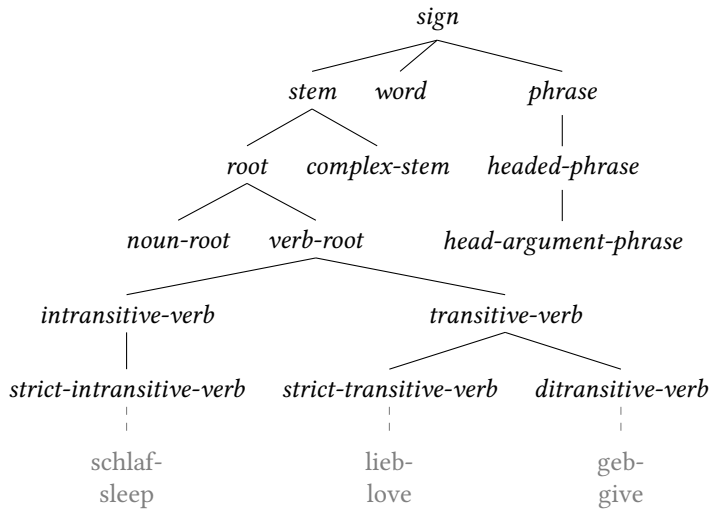 sign
stem word phrase
root complex-stem headed-phrase
noun-root verb-root head-argument-phrase
intransitive-verb transitive-verb
strict-intransitive-verb strict-transitive-verb ditransitive-verb
schlaf- lieb- geb-
sleep love give